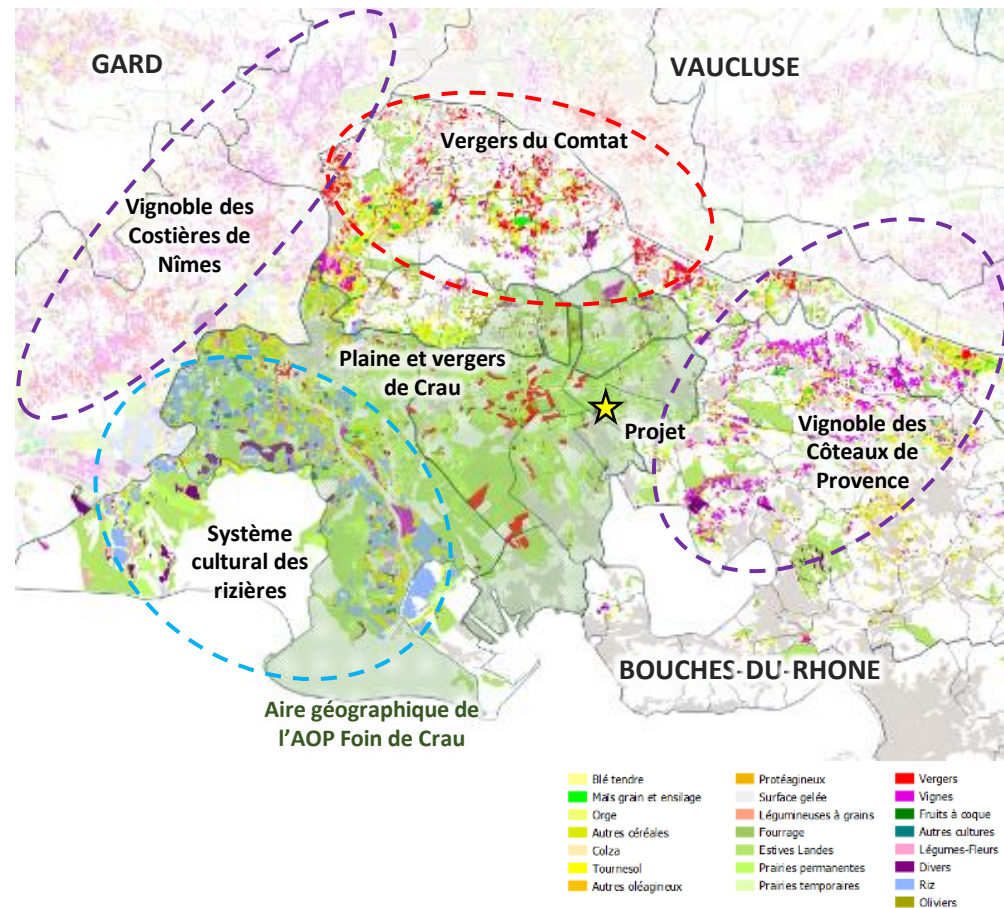 GARD
VAUCLUSE
Vergers du Comtat
Vignoble des
Costières de
Nîmes
Plaine et vergers
de Crau
Projet
Vignoble des
Côteaux de
Provence
Système
cultural des
rizières
BOUCHES-DU-RHONE
Aire géographique de
l'AOP Foin de Crau
Blé tendre
Maïs grain et ensilage
Orge
Autres céréales
Colza
Tournesol
Autres oléagineux
Protéagineux
Surface gelée
Légumineuses à grains
Fourrage
Estives Landes
Prairies permanentes
Prairies temporaires
Vergers
Vignes
Fruits à coque
Autres cultures
Légumes-Fleurs
Divers
Riz
Oliviers